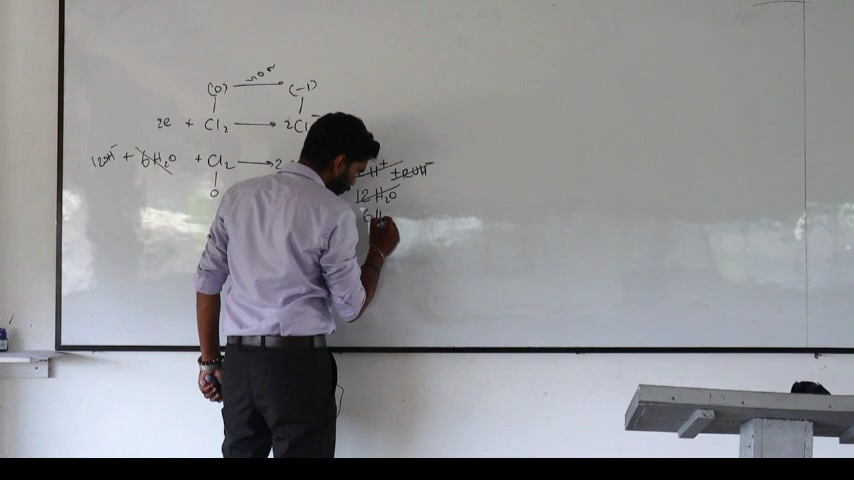 (0) → (-1)
2e + Cl₂ → 2Cl⁻
12OH⁻ + 6H₂O + Cl₂ → 2
+12OH⁻
0
12H₂O
6H